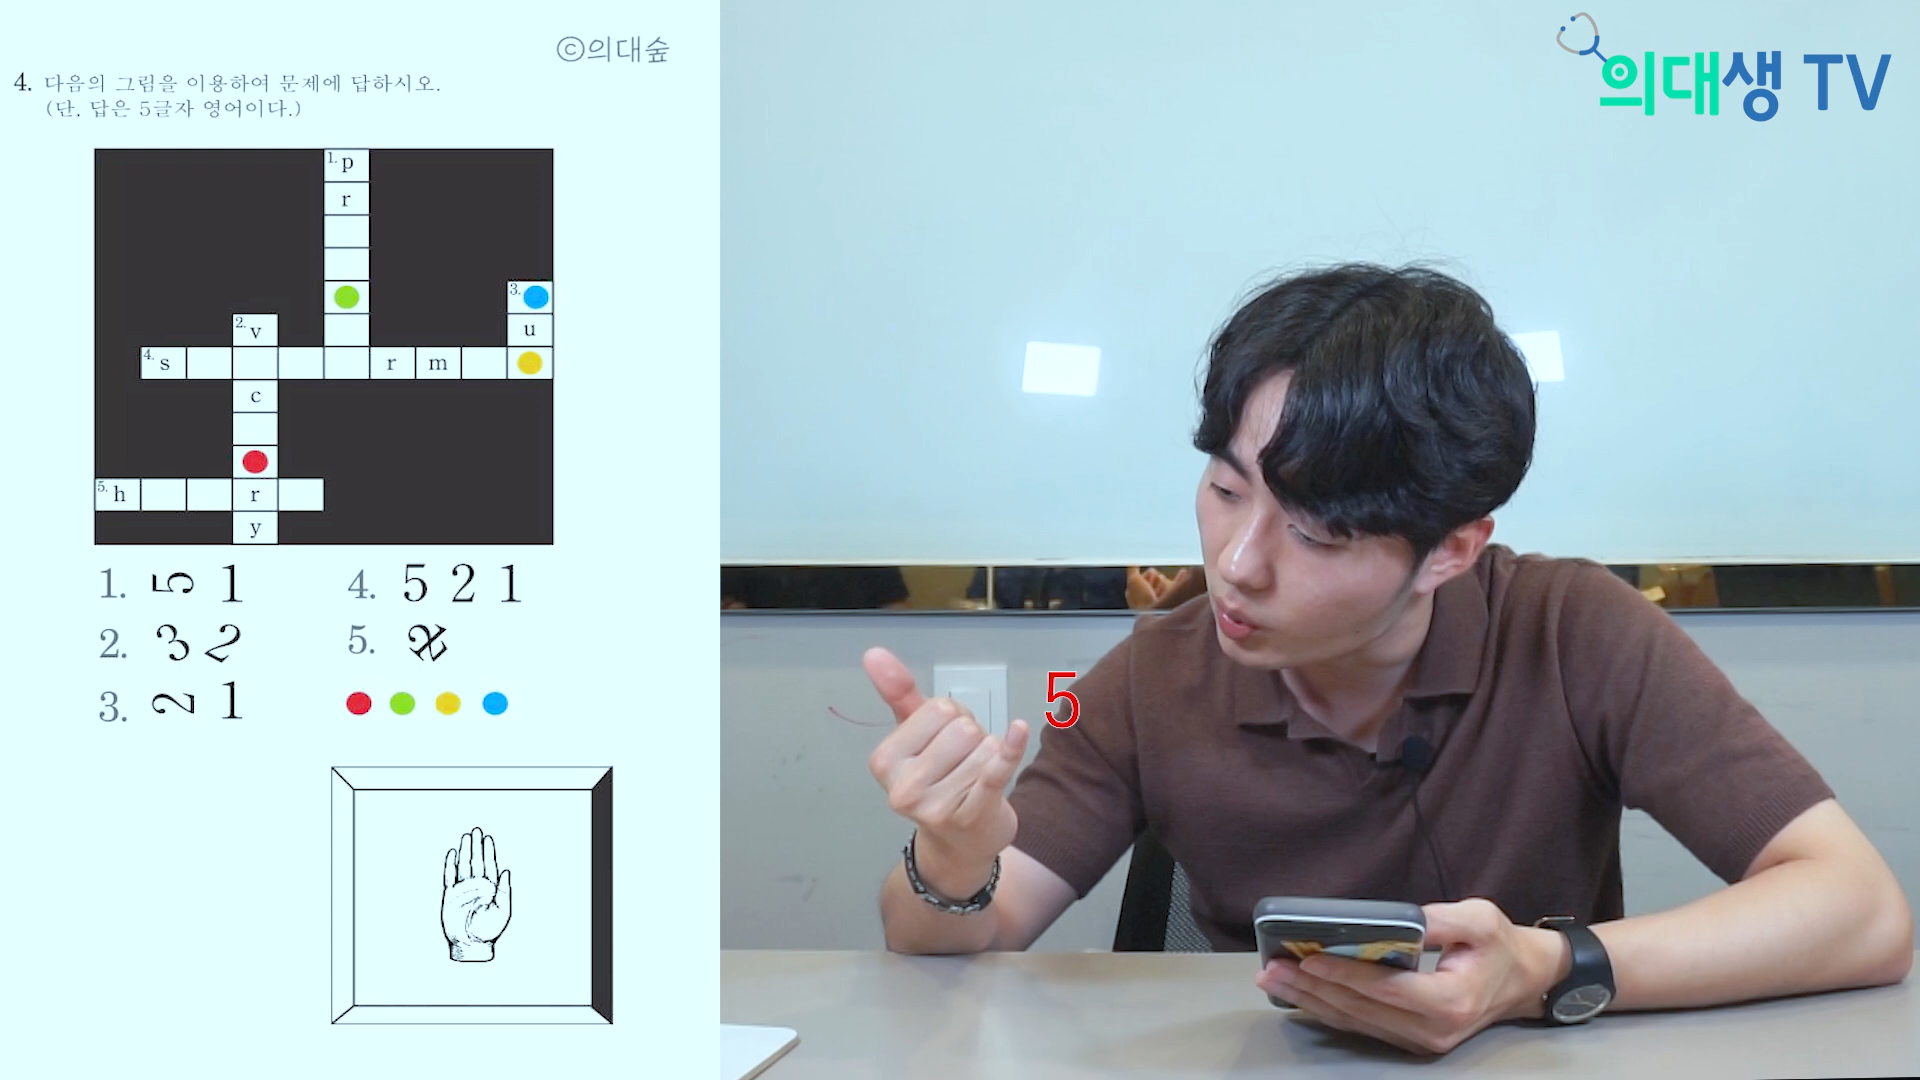 ©의대숲
4. 다음의 그림을 이용하여 문제에 답하시오.
(단, 답은 5글자 영어이다.)
1. p
r
3.
2. v
u
4. s r m
c
5. h r
y
1. 5 1
4. 5 2 1
2. 3 2
5.
3. 2 1
5
의대생 TV